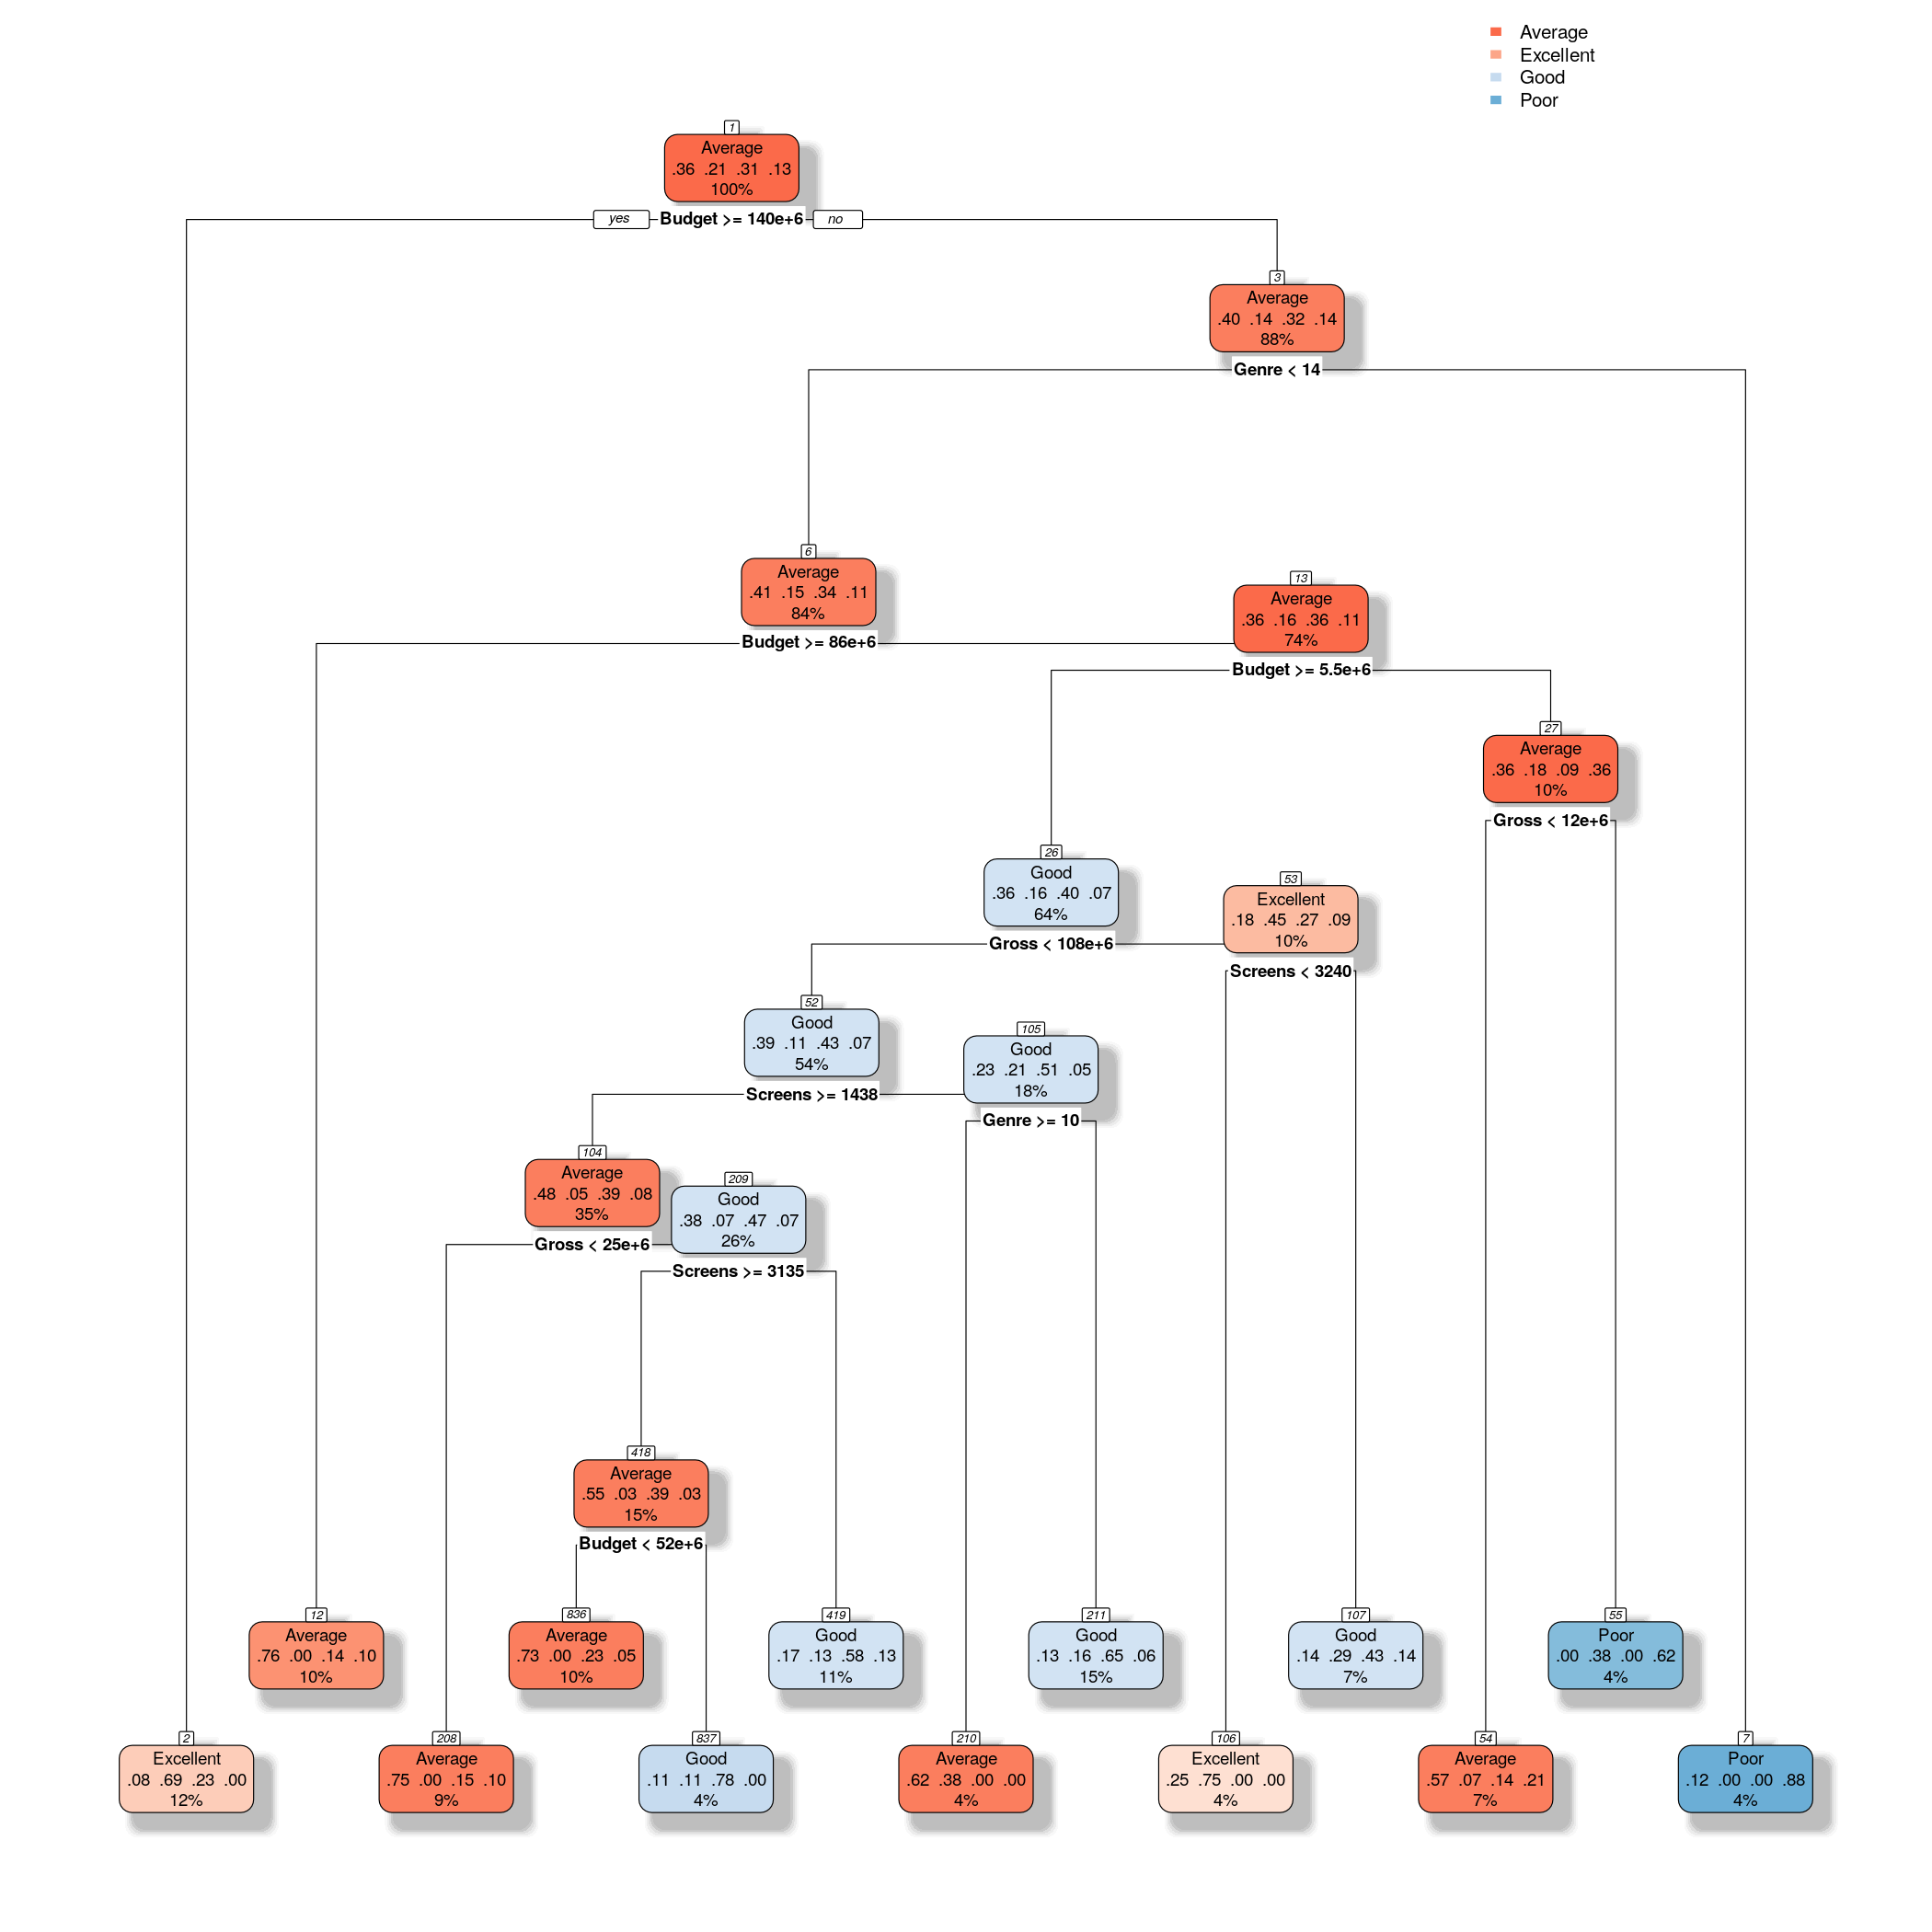 Average
Excellent
Good
Poor
1
Average
.36 .21 .31 .13
100%
yes Budget >= 140e+6 no
3
Average
.40 .14 .32 .14
88%
Genre < 14
6
Average
.41 .15 .34 .11
84%
Budget >= 86e+6
13
Average
.36 .16 .36 .11
74%
Budget >= 5.5e+6
27
Average
.36 .18 .09 .36
10%
Gross < 12e+6
26
Good
.36 .16 .40 .07
64%
Gross < 108e+6
53
Excellent
.18 .45 .27 .09
10%
Screens < 3240
52
Good
.39 .11 .43 .07
54%
Screens >= 1438
105
Good
.23 .21 .51 .05
18%
Genre >= 10
104
Average
.48 .05 .39 .08
35%
Gross < 25e+6
209
Good
.38 .07 .47 .07
26%
Screens >= 3135
418
Average
.55 .03 .39 .03
15%
Budget < 52e+6
12
Average
.76 .00 .14 .10
10%
836
Average
.73 .00 .23 .05
10%
419
Good
.17 .13 .58 .13
11%
211
Good
.13 .16 .65 .06
15%
107
Good
.14 .29 .43 .14
7%
55
Poor
.00 .38 .00 .62
4%
2
Excellent
.08 .69 .23 .00
12%
208
Average
.75 .00 .15 .10
9%
837
Good
.11 .11 .78 .00
4%
210
Average
.62 .38 .00 .00
4%
106
Excellent
.25 .75 .00 .00
4%
54
Average
.57 .07 .14 .21
7%
7
Poor
.12 .00 .00 .88
4%